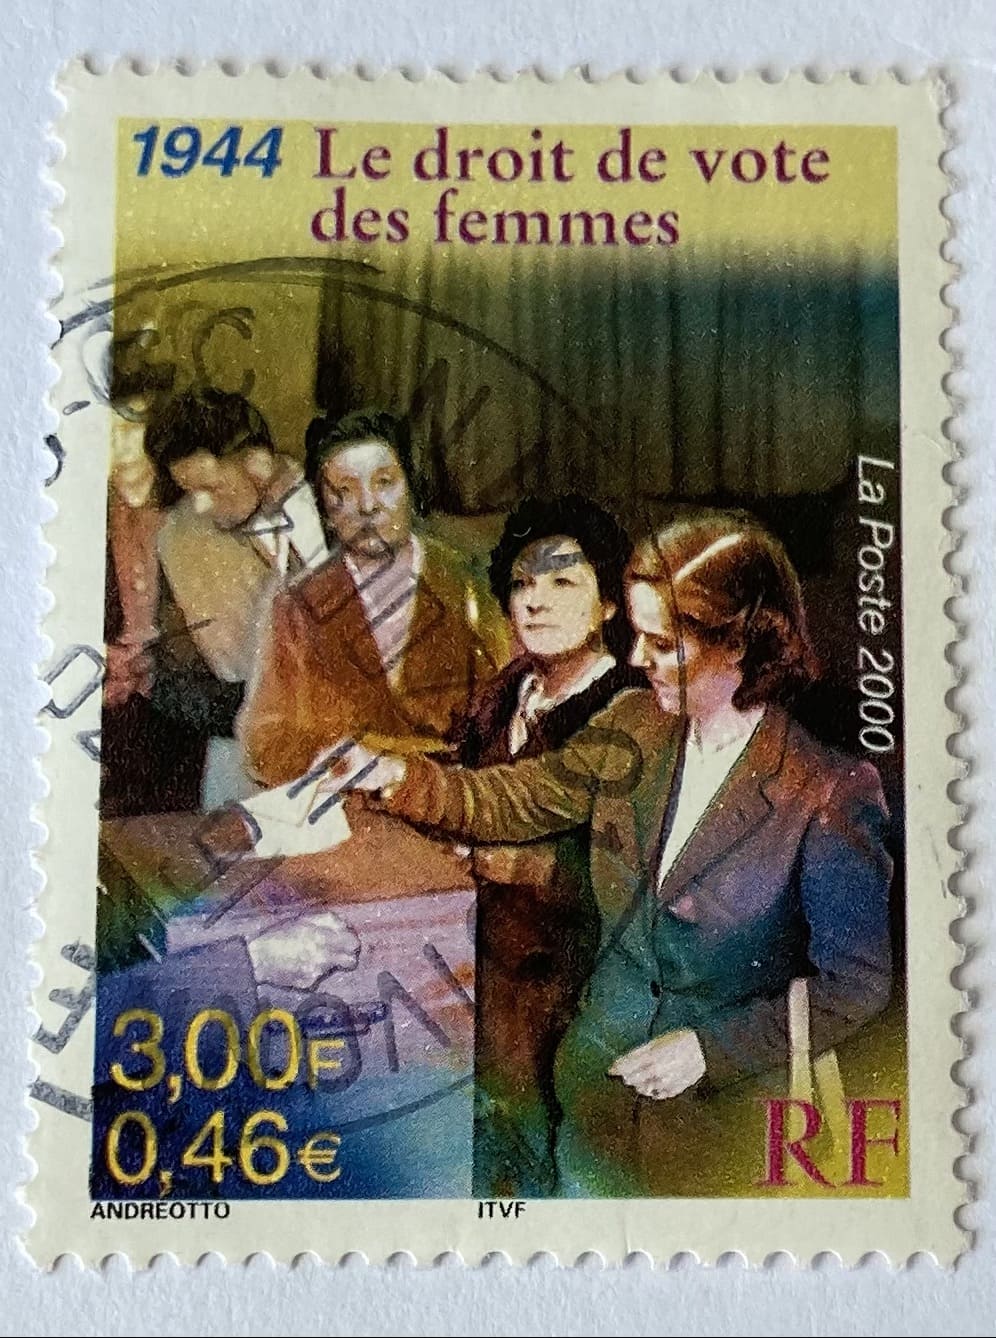 1944 Le droit de vote
des femmes
La Poste 2000
3,00F
0,46€
RF
ANDREOTTO
ITVF